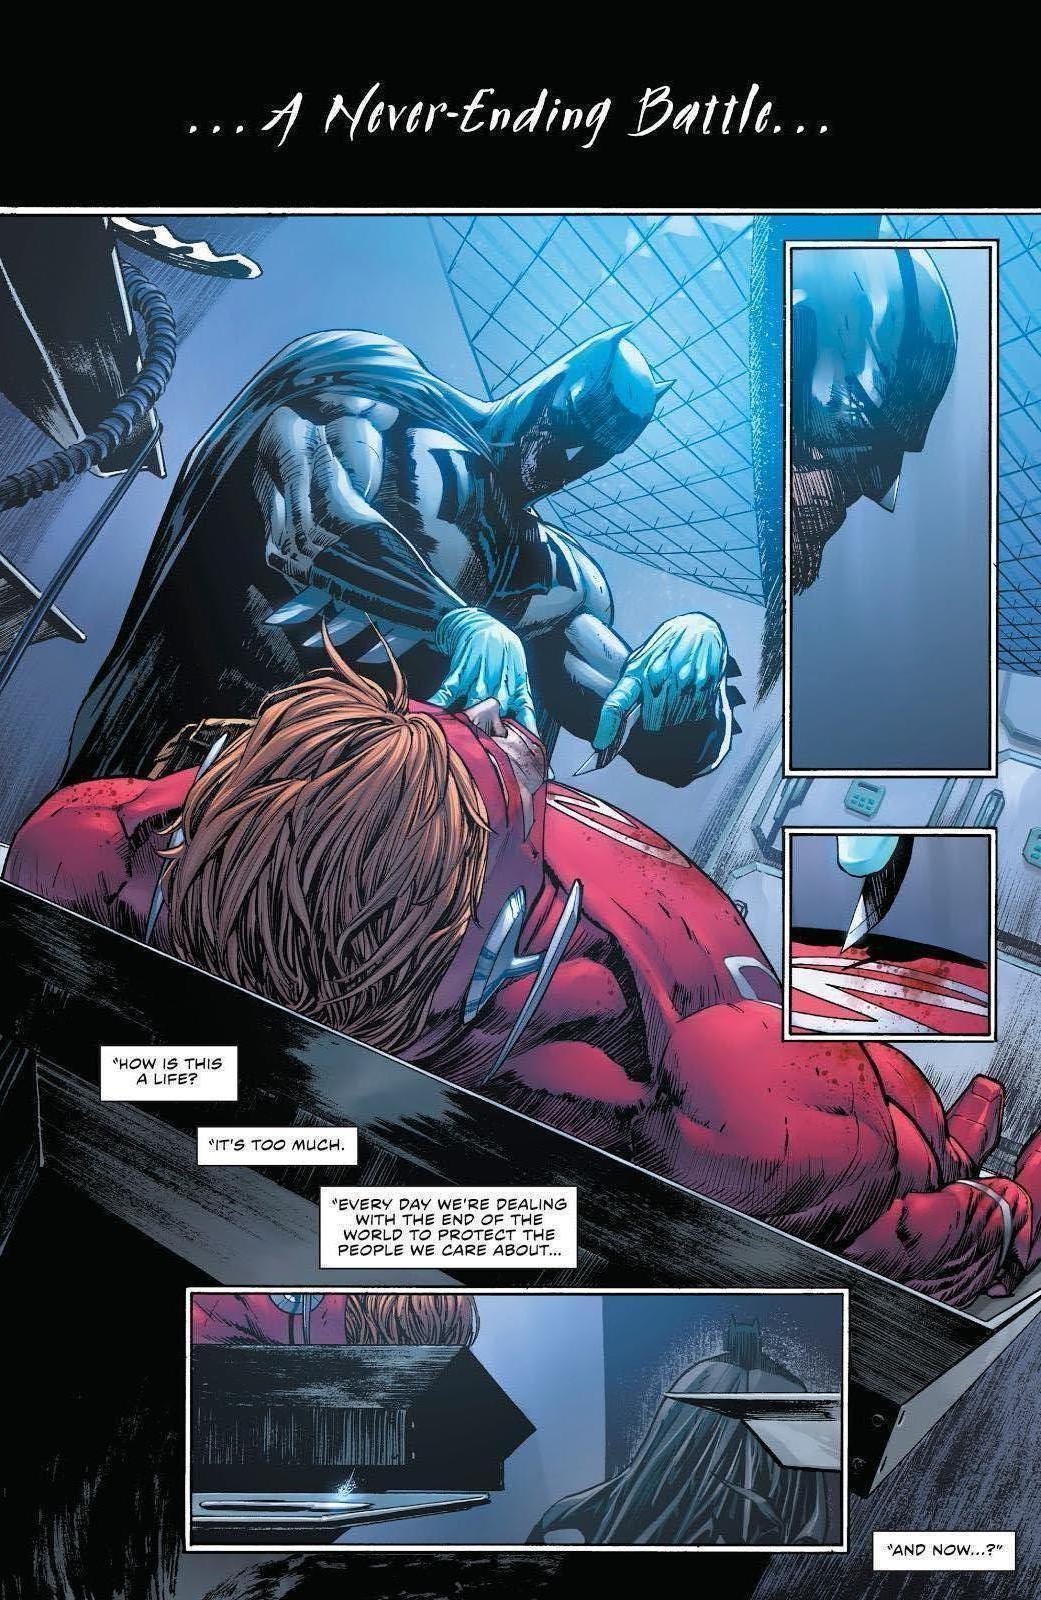 ...A Never-Ending Battle...
"HOW IS THIS
A LIFE?
"IT'S TOO MUCH.
"EVERY DAY WE'RE DEALING
WITH THE END OF THE
WORLD TO PROTECT THE
PEOPLE WE CARE ABOUT...
"AND NOW...?"